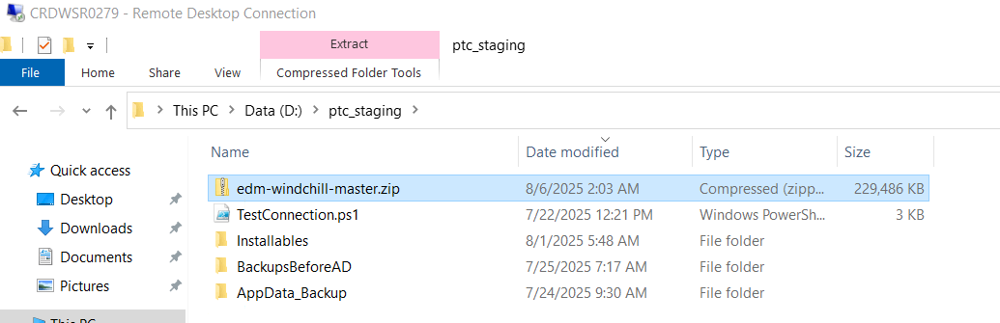 CRDWSR0279 - Remote Desktop Connection
Extract ptc_staging
File Home Share View Compressed Folder Tools
This PC Data (D:) ptc_staging
Name Date modified Type Size
Quick access
Desktop
Downloads
Documents
Pictures
This PC
edm-windchill-master.zip 8/6/2025 2:03 AM Compressed (zipp... 229,486 KB
TestConnection.ps1 7/22/2025 12:21 PM Windows PowerSh... 3 KB
Installables 8/1/2025 5:48 AM File folder
BackupsBeforeAD 7/25/2025 7:17 AM File folder
AppData_Backup 7/24/2025 9:30 AM File folder